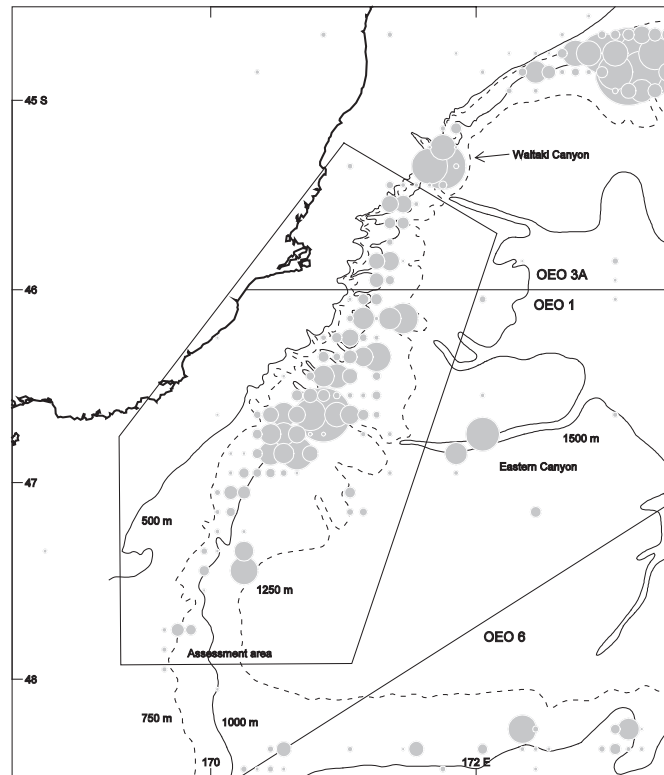 45 S
Waitaki Canyon
OEO 3A
46
OEO 1
1500 m
Eastern Canyon
47
500 m
1250 m
OEO 6
Assessment area
48
750 m
1000 m
170
172 E